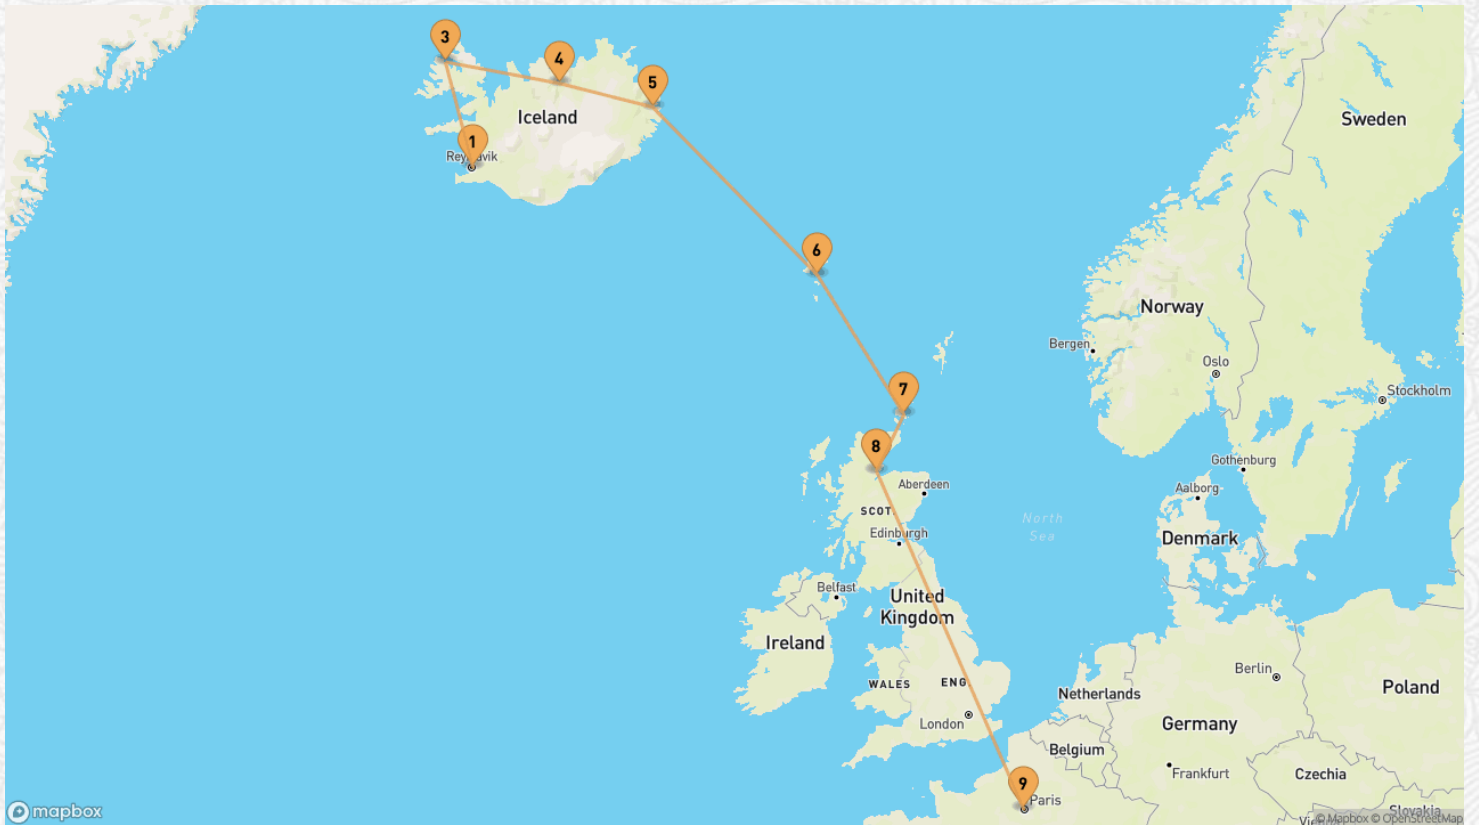 3
4
5
Iceland
1
Sweden
6
Norway
Bergen
Oslo
7
Stockholm
8
Gothenburg
Aberdeen
Aalborg
SCOT
North
Sea
Edinburgh
Denmark
Belfast
United
Kingdom
Ireland
Berlin
WALES
ENG.
Poland
Netherlands
London
Germany
Belgium
Frankfurt
Czechia
9
Paris
mapbox
Slovakia
© Mapbox © OpenStreetMap